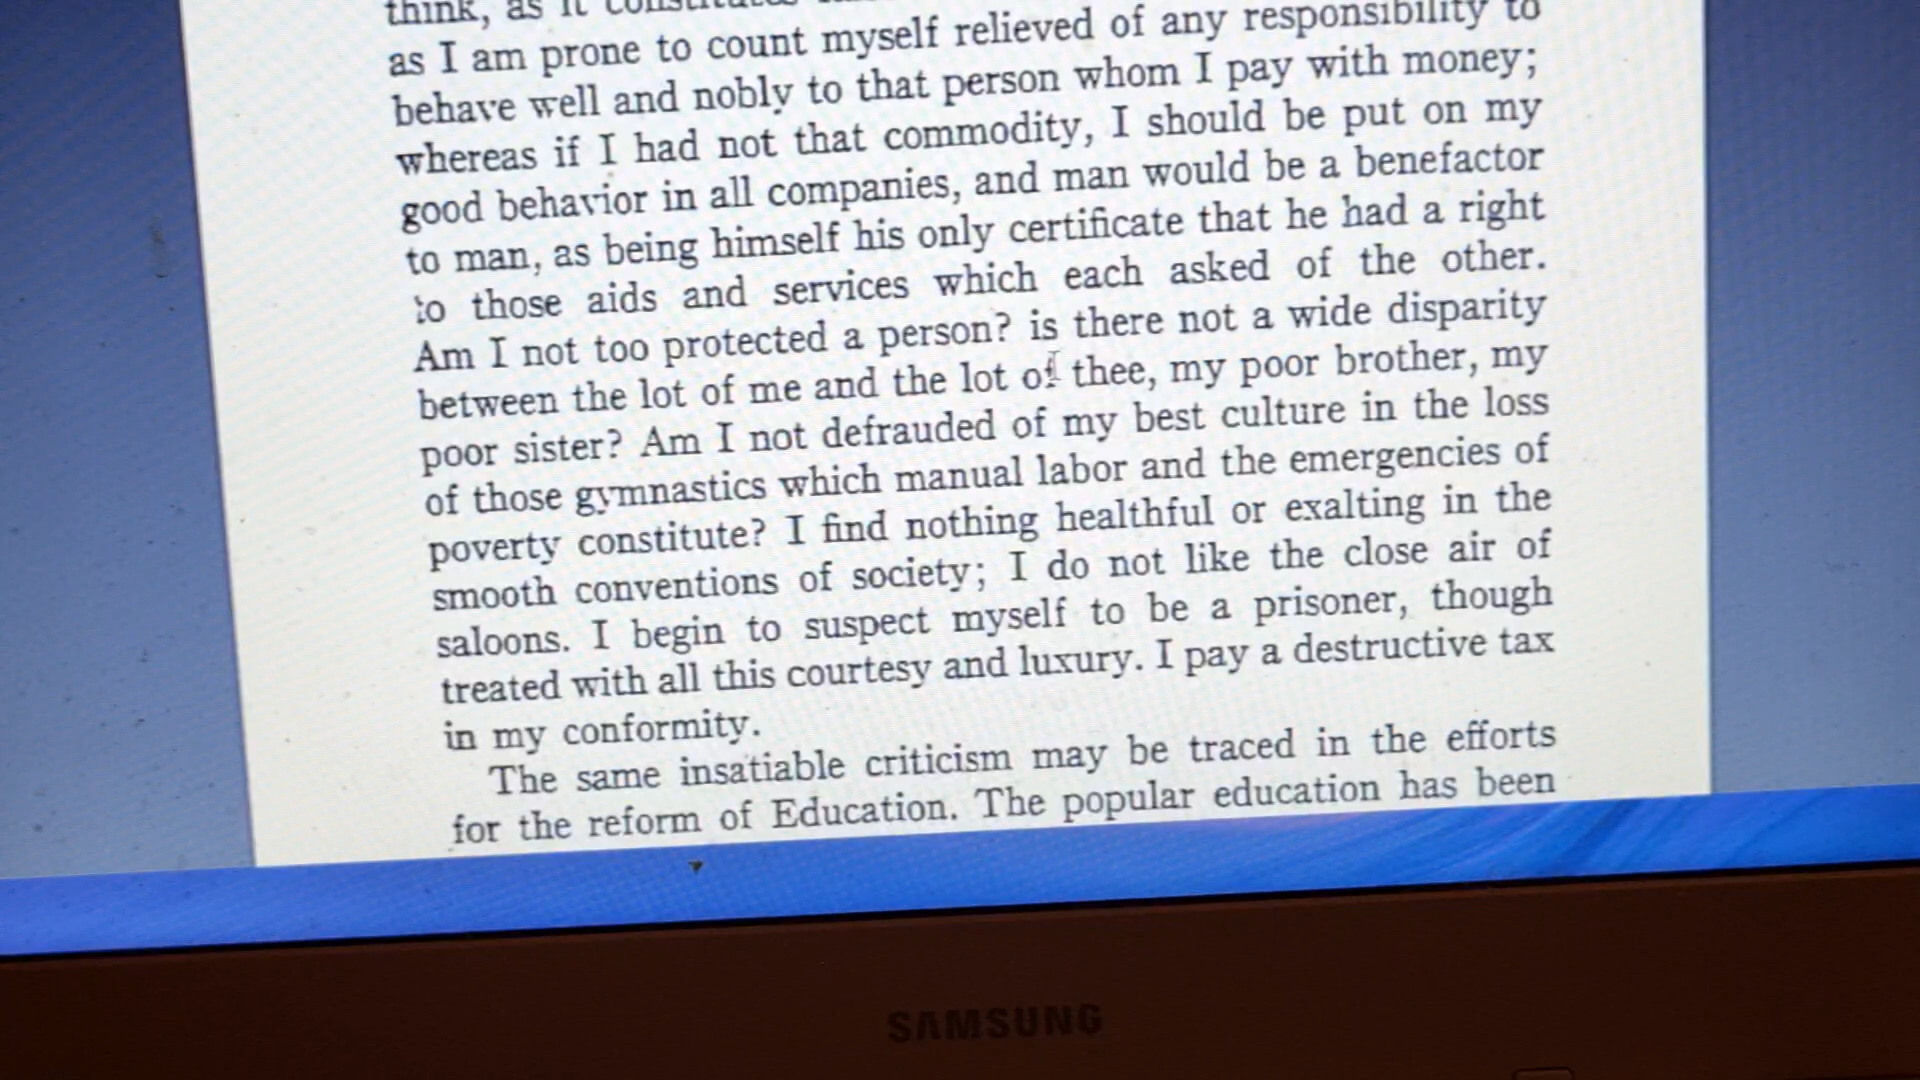 think, as it
as I am prone to count myself relieved of any responsibility to
behave well and nobly to that person whom I pay with money;
whereas if I had not that commodity, I should be put on my
good behavior in all companies, and man would be a benefactor
to man, as being himself his only certificate that he had a right
to those aids and services which each asked of the other.
Am I not too protected a person? is there not a wide disparity
between the lot of me and the lot of thee, my poor brother, my
poor sister? Am I not defrauded of my best culture in the loss
of those gymnastics which manual labor and the emergencies of
poverty constitute? I find nothing healthful or exalting in the
smooth conventions of society; I do not like the close air of
saloons. I begin to suspect myself to be a prisoner, though
treated with all this courtesy and luxury. I pay a destructive tax
in my conformity.
The same insatiable criticism may be traced in the efforts
for the reform of Education. The popular education has been
SAMSUNG